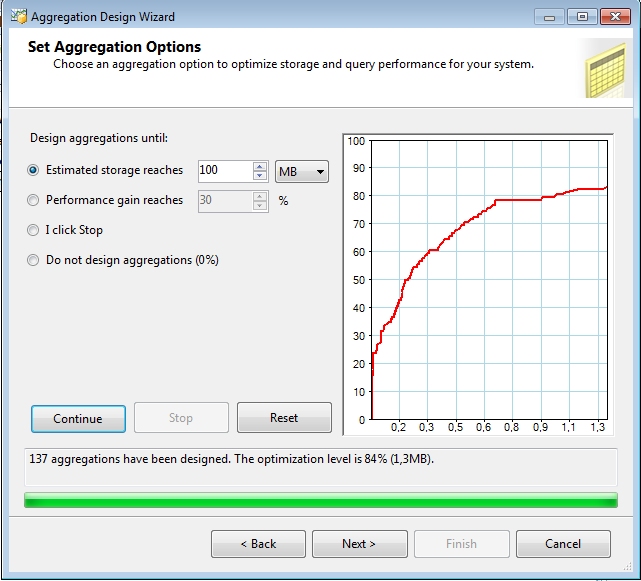 Aggregation Design Wizard
Set Aggregation Options
Choose an aggregation option to optimize storage and query performance for your system.
Design aggregations until:
Estimated storage reaches 100 MB
Performance gain reaches 30 %
I click Stop
Do not design aggregations (0%)
100
90
80
70
60
50
40
30
20
10
0
0,2 0,3 0,5 0,6 0,8 0,9 1,1 1,3
Continue Stop Reset
137 aggregations have been designed. The optimization level is 84% (1,3MB).
< Back Next > Finish Cancel